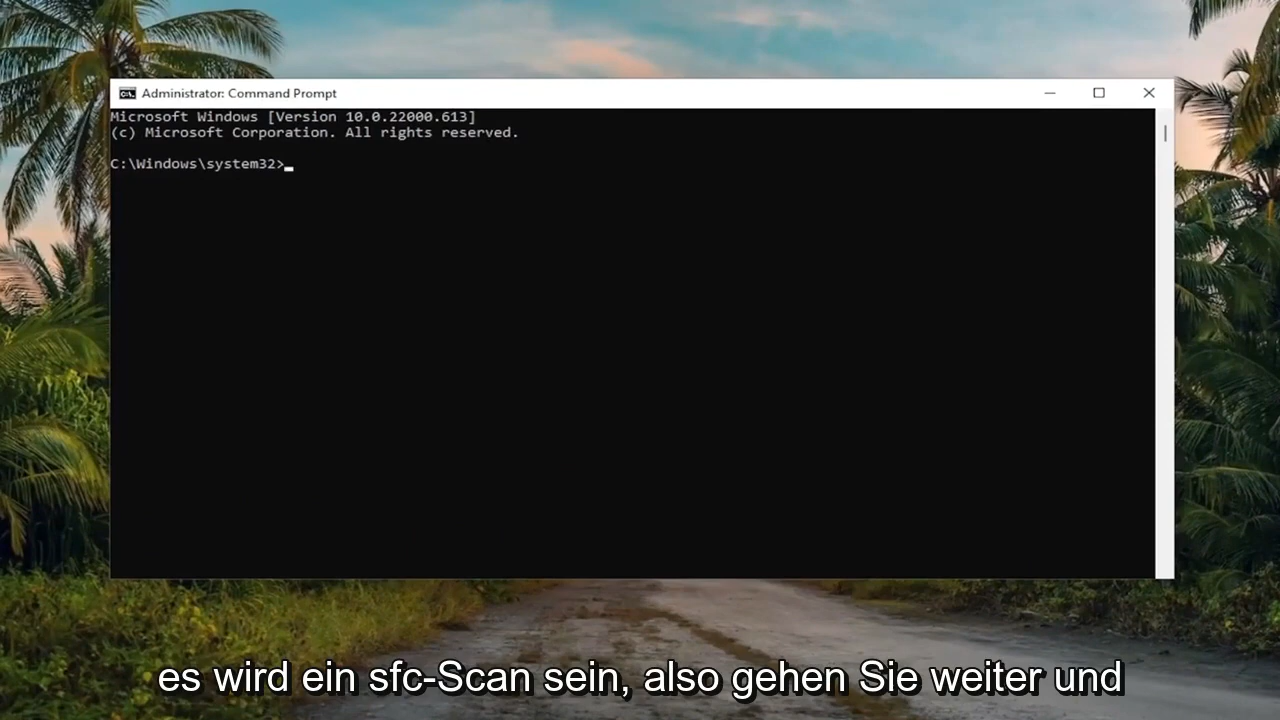 Administrator: Command Prompt
Microsoft Windows [Version 10.0.22000.613]
(c) Microsoft Corporation. All rights reserved.
C:\Windows\system32>
es wird ein sfc-Scan sein, also gehen Sie weiter und